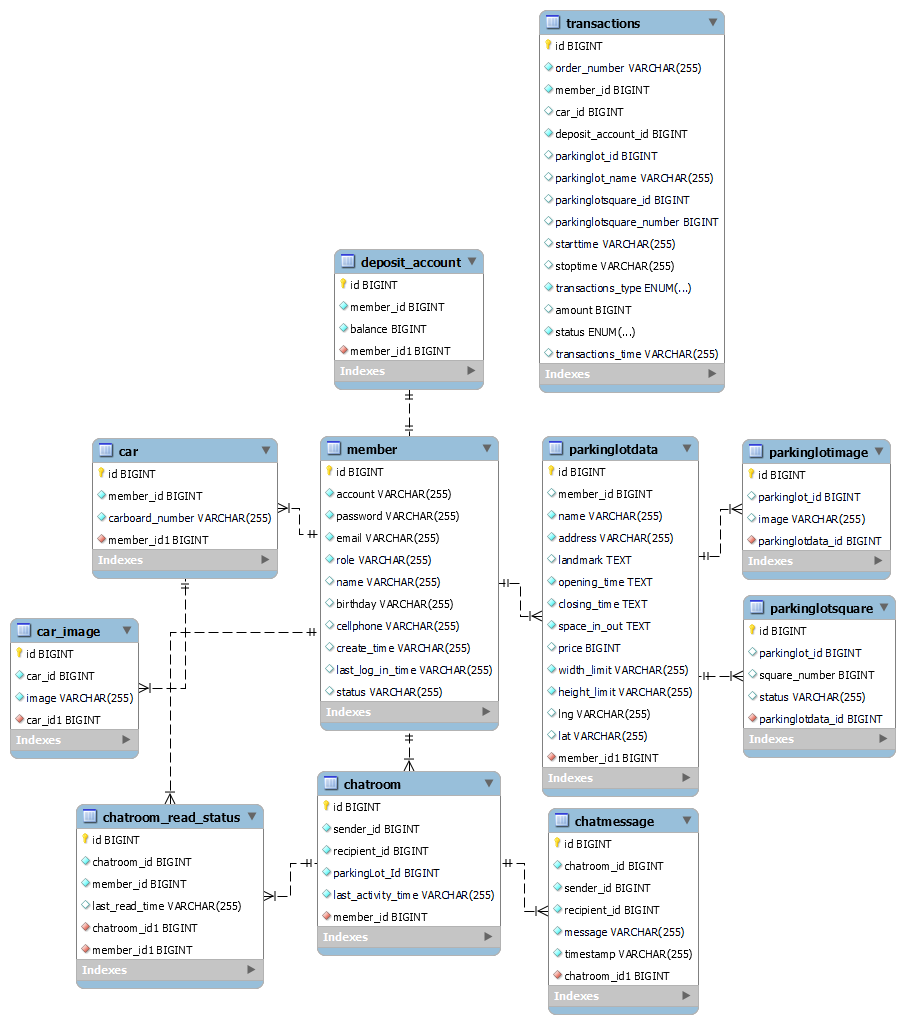 transactions
id BIGINT
order_number VARCHAR(255)
member_id BIGINT
car_id BIGINT
deposit_account_id BIGINT
parkinglot_id BIGINT
parkinglot_name VARCHAR(255)
parkinglotsquare_id BIGINT
parkinglotsquare_number BIGINT
starttime VARCHAR(255)
stoptime VARCHAR(255)
transactions_type ENUM(...)
amount BIGINT
status ENUM(...)
transactions_time VARCHAR(255)
Indexes
deposit_account
id BIGINT
member_id BIGINT
balance BIGINT
member_id1 BIGINT
Indexes
car
id BIGINT
member_id BIGINT
carboard_number VARCHAR(255)
member_id1 BIGINT
Indexes
member
id BIGINT
account VARCHAR(255)
password VARCHAR(255)
email VARCHAR(255)
role VARCHAR(255)
name VARCHAR(255)
birthday VARCHAR(255)
cellphone VARCHAR(255)
create_time VARCHAR(255)
last_log_in_time VARCHAR(255)
status VARCHAR(255)
Indexes
parkinglotdata
id BIGINT
member_id BIGINT
name VARCHAR(255)
address VARCHAR(255)
landmark TEXT
opening_time TEXT
closing_time TEXT
space_in_out TEXT
price BIGINT
width_limit VARCHAR(255)
height_limit VARCHAR(255)
lng VARCHAR(255)
lat VARCHAR(255)
member_id1 BIGINT
Indexes
parkinglotimage
id BIGINT
parkinglot_id BIGINT
image VARCHAR(255)
parkinglotdata_id BIGINT
Indexes
parkinglotsquare
id BIGINT
parkinglot_id BIGINT
square_number BIGINT
status VARCHAR(255)
parkinglotdata_id BIGINT
Indexes
car_image
id BIGINT
car_id BIGINT
image VARCHAR(255)
car_id1 BIGINT
Indexes
chatroom_read_status
id BIGINT
chatroom_id BIGINT
member_id BIGINT
last_read_time VARCHAR(255)
chatroom_id1 BIGINT
member_id1 BIGINT
Indexes
chatroom
id BIGINT
sender_id BIGINT
recipient_id BIGINT
parkingLot_Id BIGINT
last_activity_time VARCHAR(255)
member_id BIGINT
Indexes
chatmessage
id BIGINT
chatroom_id BIGINT
sender_id BIGINT
recipient_id BIGINT
message VARCHAR(255)
timestamp VARCHAR(255)
chatroom_id1 BIGINT
Indexes